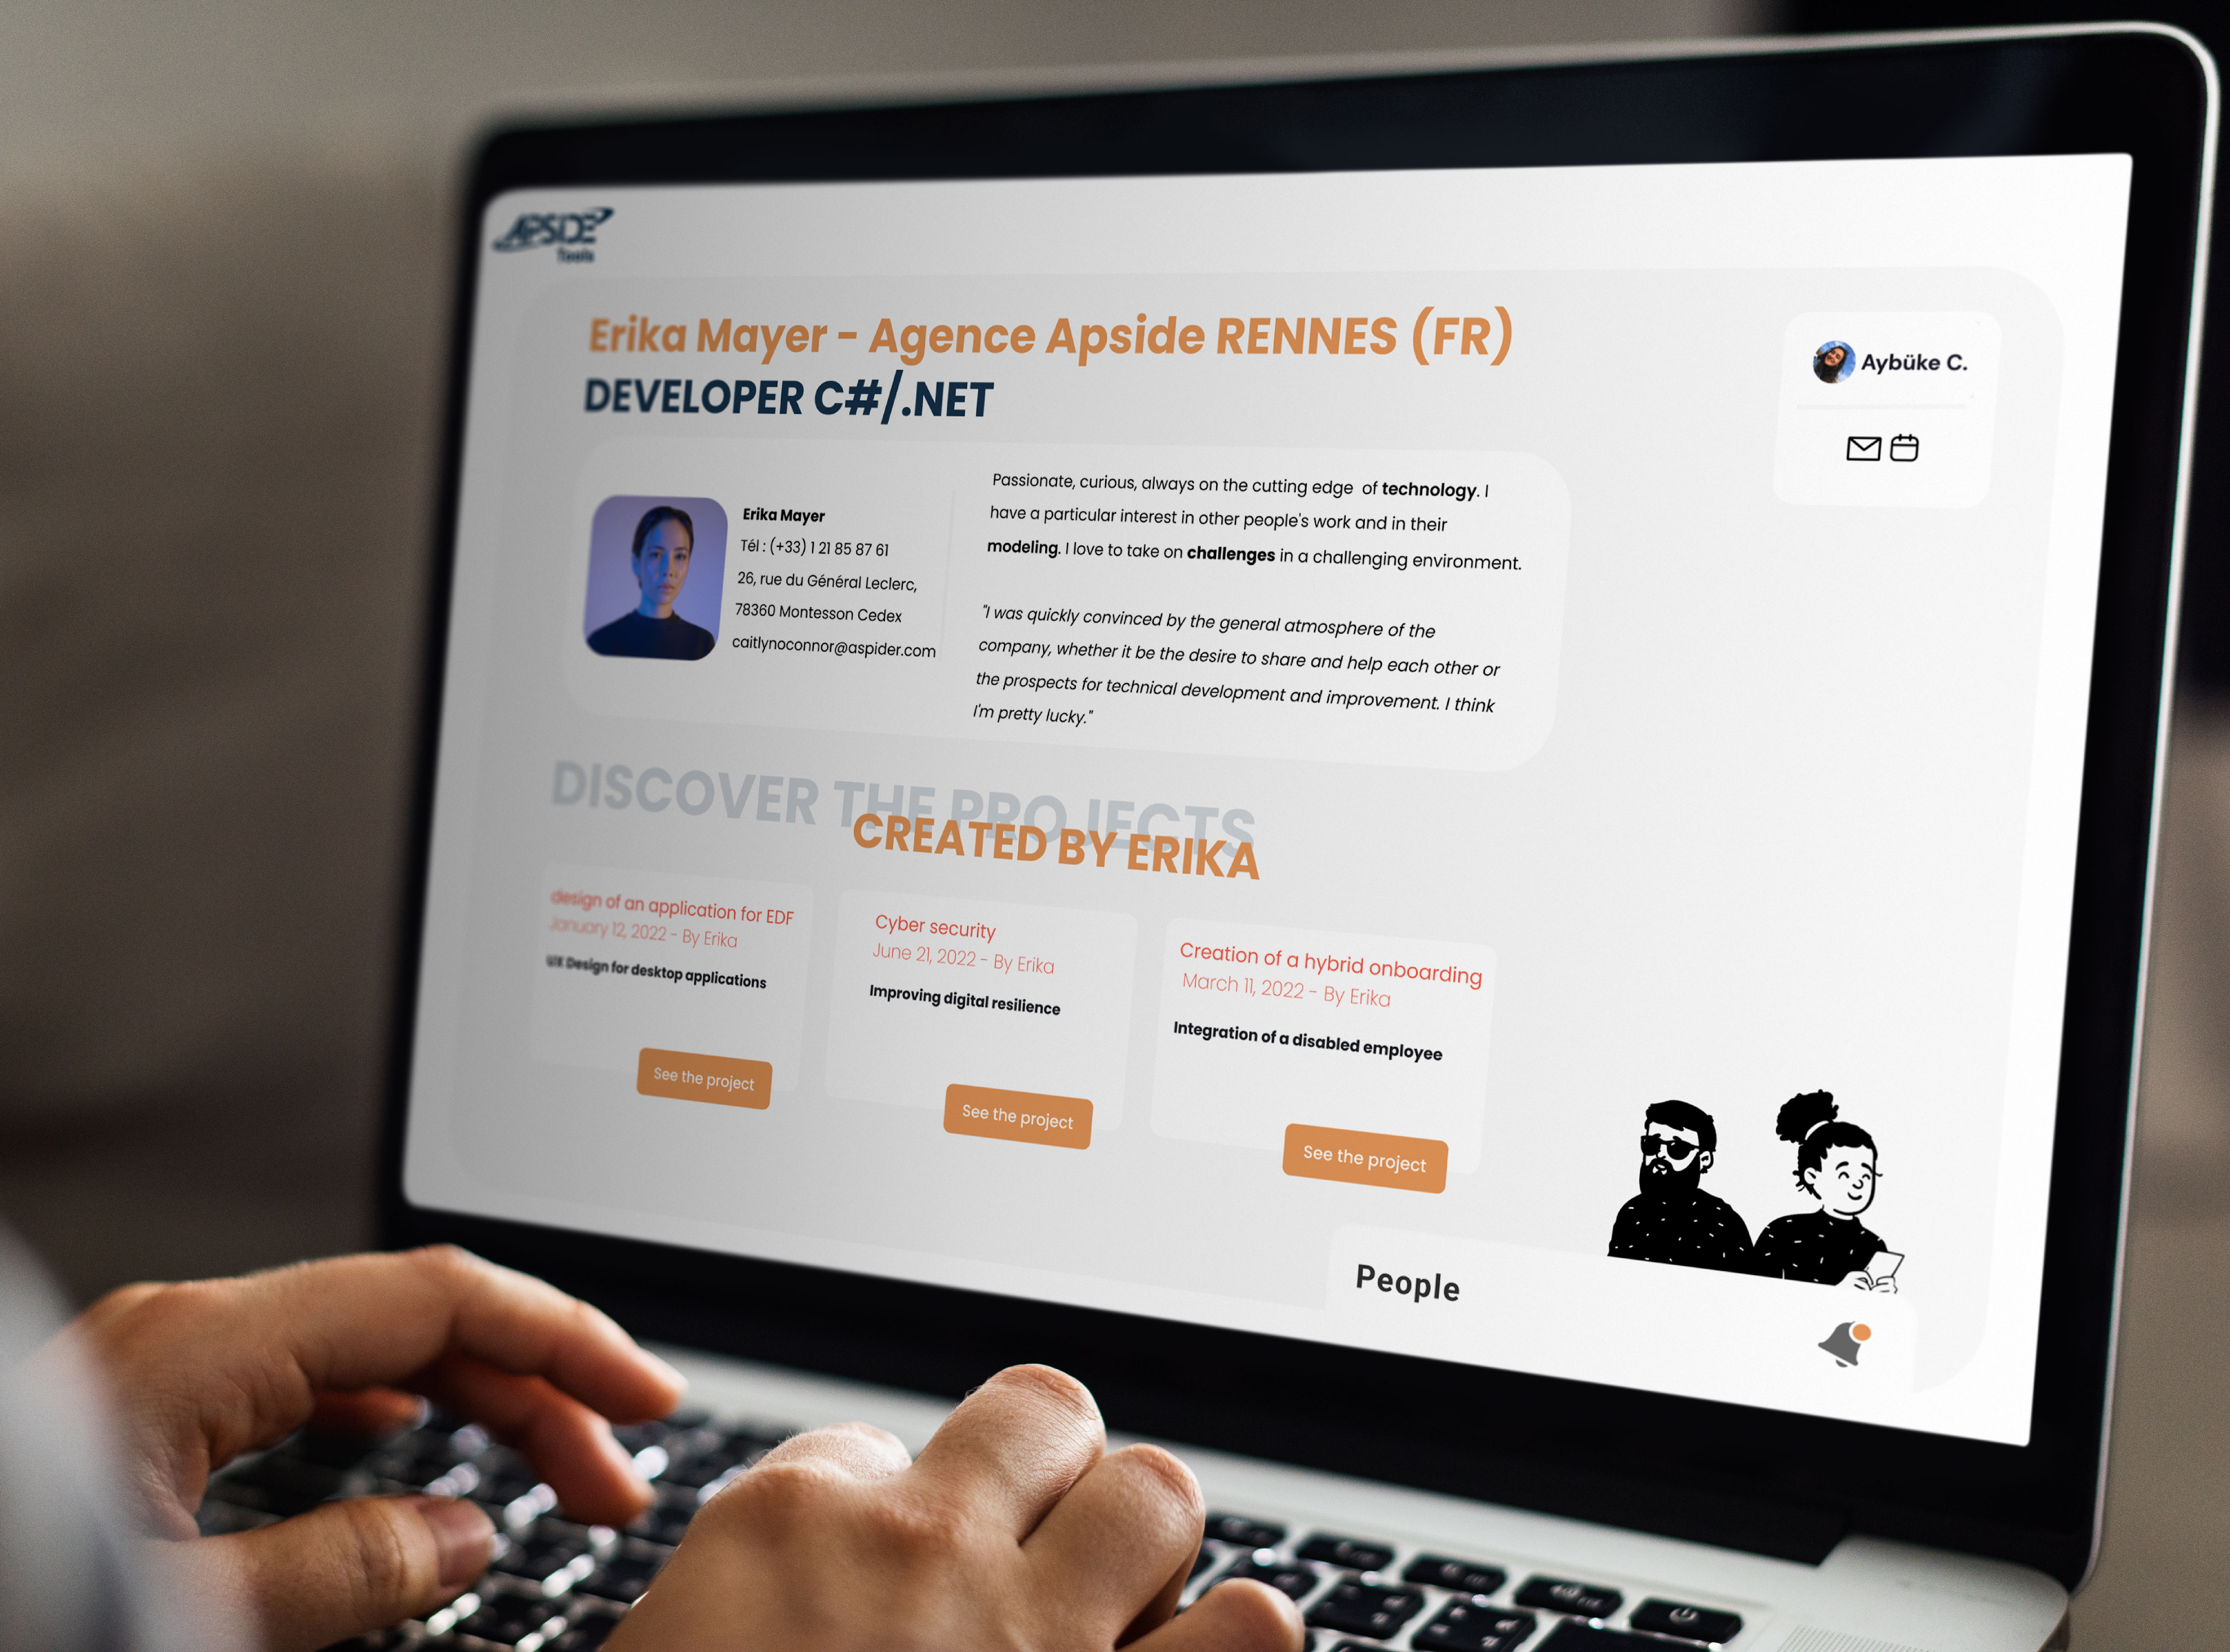 APSIDE
Tools
Erika Mayer - Agence Apside RENNES (FR)
DEVELOPER C#/.NET
Aybüke C.
Erika Mayer
Tél : (+33) 1 21 85 87 61
26, rue du Général Leclerc,
78360 Montesson Cedex
caitlynoconnor@aspider.com
Passionate, curious, always on the cutting edge of technology. I
have a particular interest in other people's work and in their
modeling. I love to take on challenges in a challenging environment.
"I was quickly convinced by the general atmosphere of the
company, whether it be the desire to share and help each other or
the prospects for technical development and improvement. I think
I'm pretty lucky."
DISCOVER THE PROJECTS
CREATED BY ERIKA
design of an application for EDF
January 12, 2022 - By Erika
UX Design for desktop applications
See the project
Cyber security
June 21, 2022 - By Erika
Improving digital resilience
See the project
Creation of a hybrid onboarding
March 11, 2022 - By Erika
Integration of a disabled employee
See the project
People